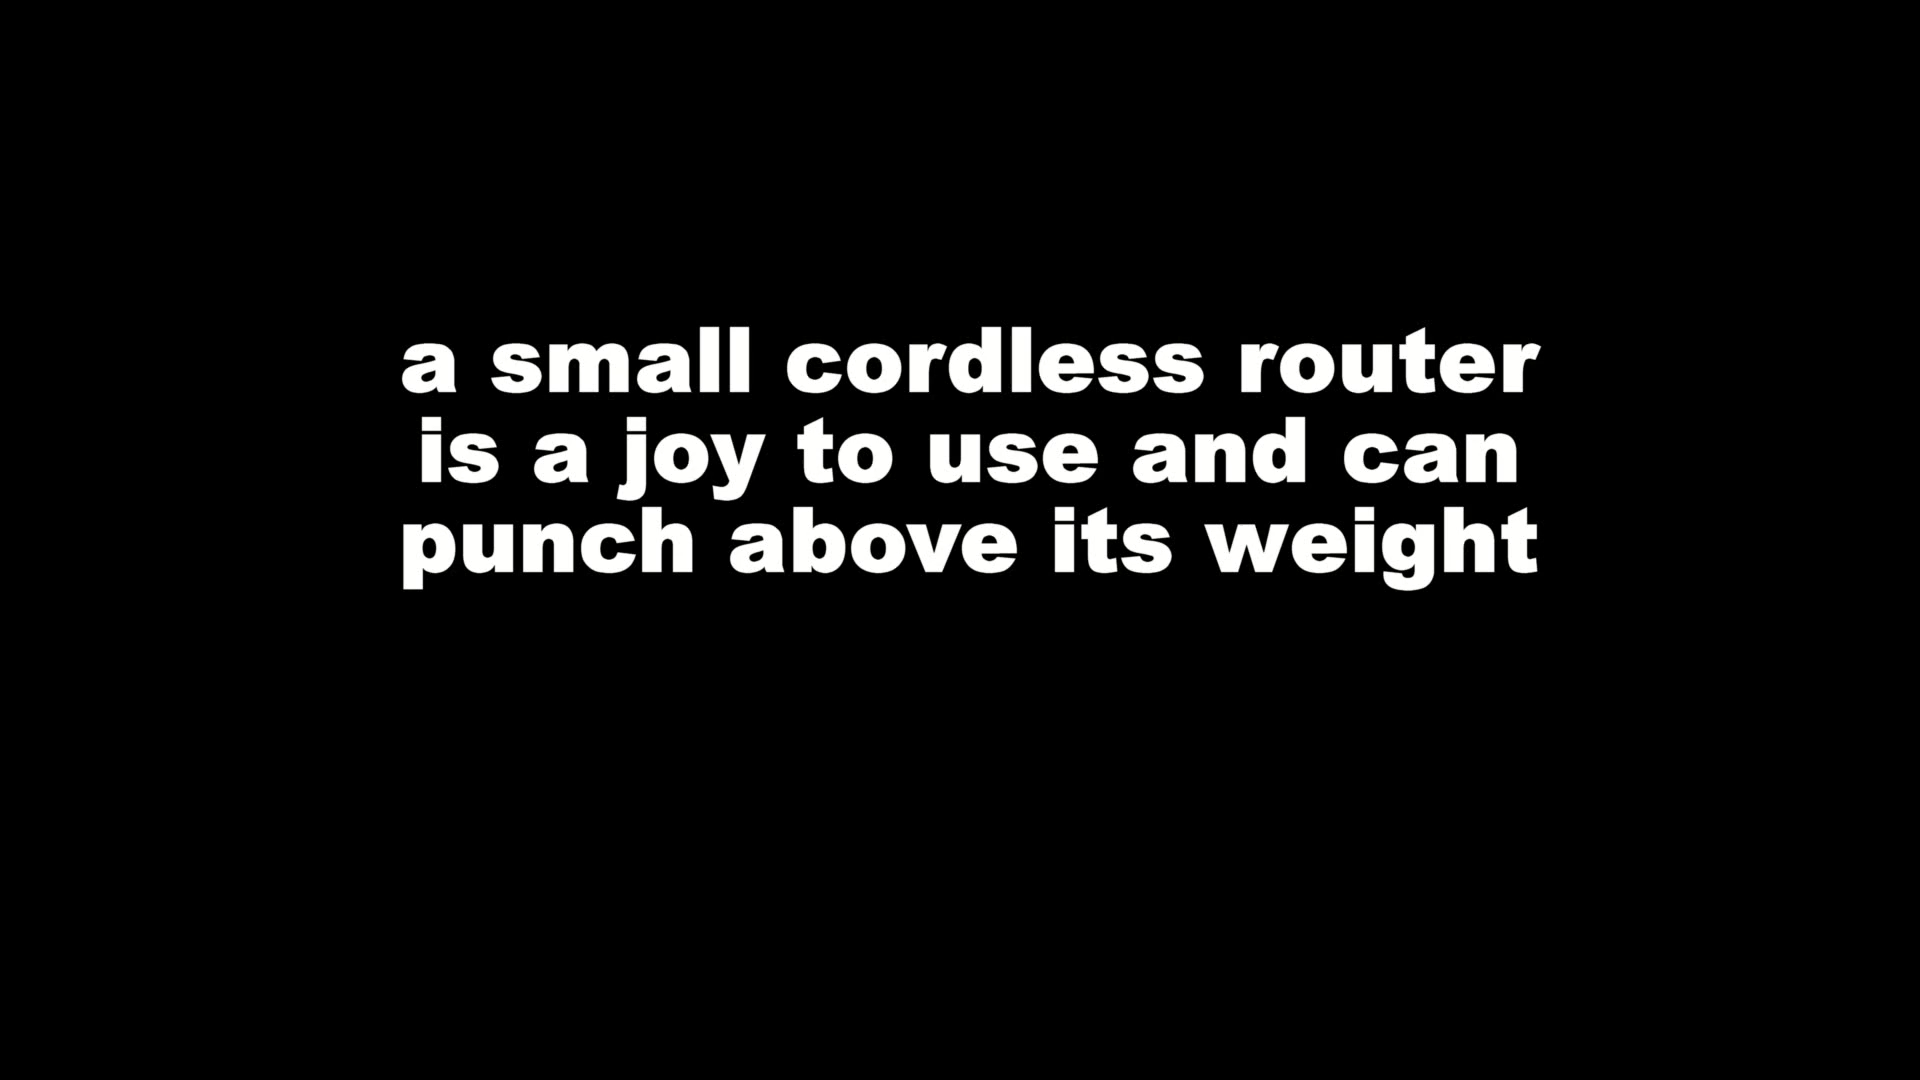 a small cordless router
is a joy to use and can
punch above its weight